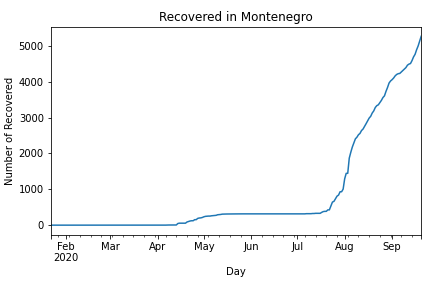 Recovered in Montenegro
Number of Recovered
5000
4000
3000
2000
1000
0
Feb Mar Apr May Jun Jul Aug Sep
2020
Day